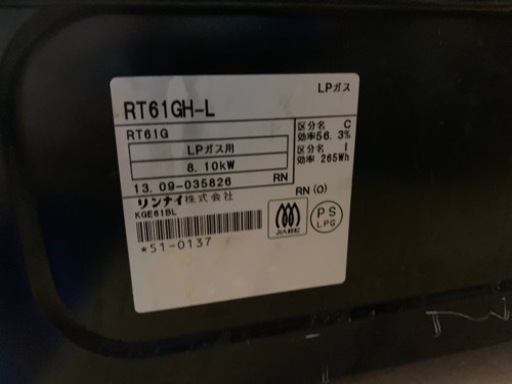 LPガス
RT61GH-L
RT61G
LPガス用
8.10kW
13.09-035826 RN
区分名 C
効率56.3%
区分名 I
効率 265Wh
リンナイ株式会社
RN (O)
KGE61BL
*51-0137
PS
LPG